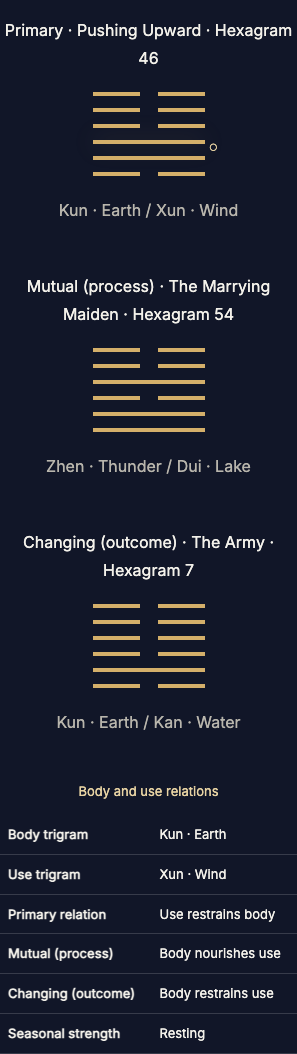 Primary · Pushing Upward · Hexagram
46
Kun · Earth / Xun · Wind
Mutual (process) · The Marrying
Maiden · Hexagram 54
Zhen · Thunder / Dui · Lake
Changing (outcome) · The Army ·
Hexagram 7
Kun · Earth / Kan · Water
Body and use relations
Body trigram Kun · Earth
Use trigram Xun · Wind
Primary relation Use restrains body
Mutual (process) Body nourishes use
Changing (outcome) Body restrains use
Seasonal strength Resting